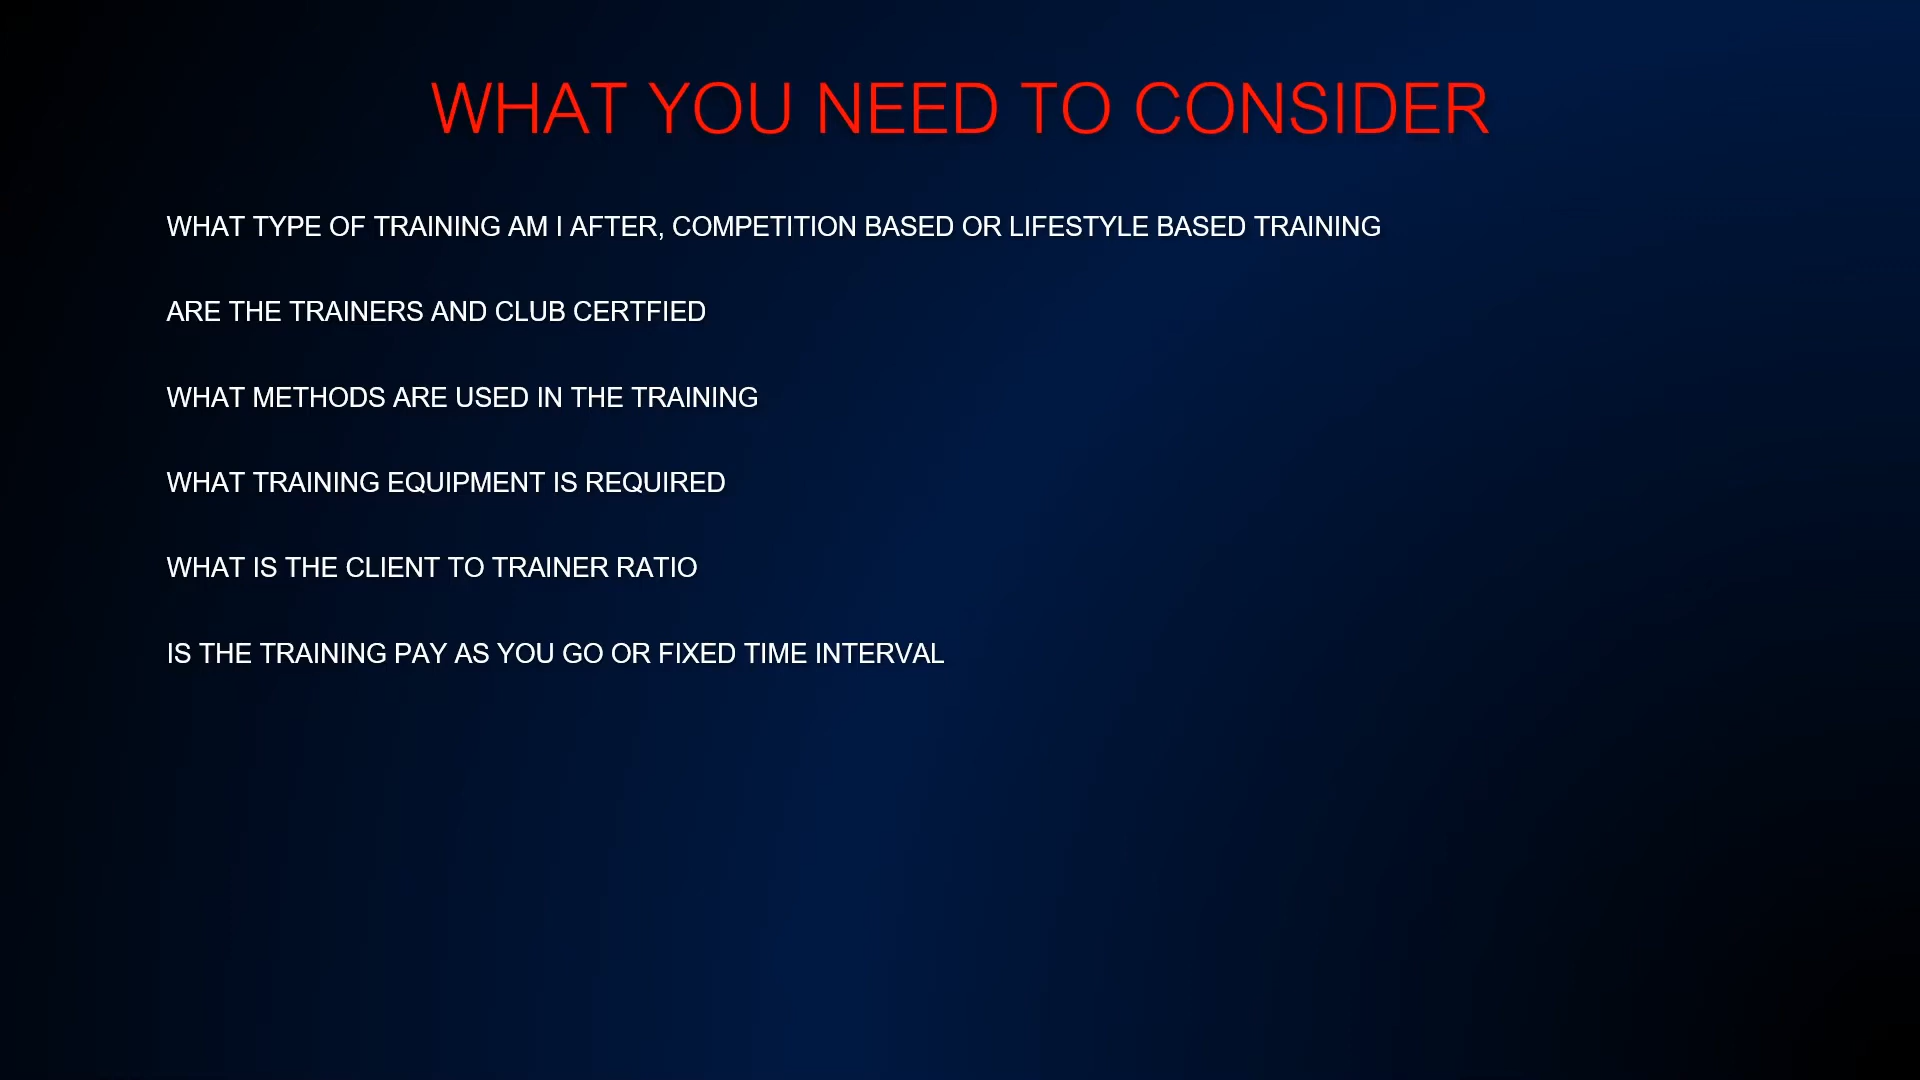 WHAT YOU NEED TO CONSIDER
WHAT TYPE OF TRAINING AM I AFTER, COMPETITION BASED OR LIFESTYLE BASED TRAINING
ARE THE TRAINERS AND CLUB CERTFIED
WHAT METHODS ARE USED IN THE TRAINING
WHAT TRAINING EQUIPMENT IS REQUIRED
WHAT IS THE CLIENT TO TRAINER RATIO
IS THE TRAINING PAY AS YOU GO OR FIXED TIME INTERVAL